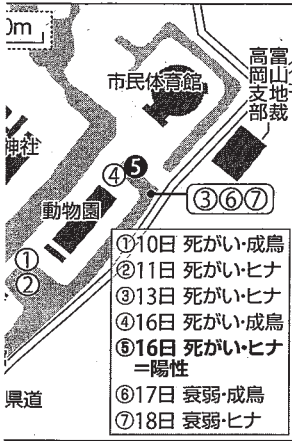 0m
市民体育館
富山地裁
高岡支部
神社
④❺
③⑥⑦
動物園
①
②
①10日 死がい・成鳥
②11日 死がい・ヒナ
③13日 死がい・ヒナ
④16日 死がい・成鳥
❺16日 死がい・ヒナ
=陽性
⑥17日 衰弱・成鳥
⑦18日 衰弱・ヒナ
県道